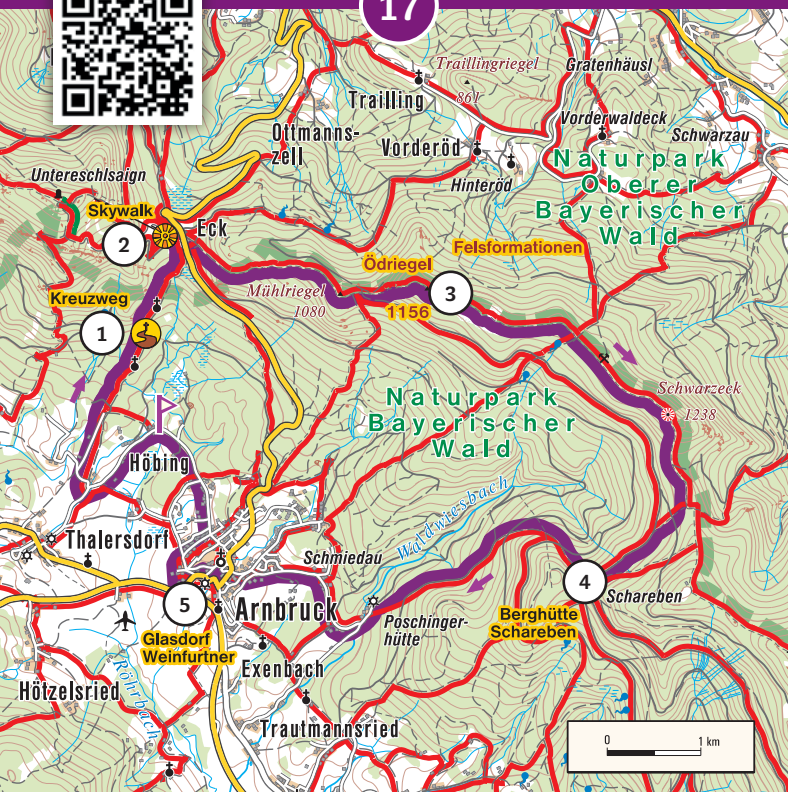 17
Traillingriegel
861
Gratenhäusl
Trailling
Ottmanns-
zell
Vorderöd
Hinteröd
Vorderwaldeck
Schwarzau
Naturpark
Oberer
Bayerischer
Wald
Untereschlsaign
Skywalk
2
Eck
Felsformationen
Ödriegel
3
Mühlriegel
1080
1156
Kreuzweg
1
Schwarzeck
1238
Naturpark
Bayerischer
Wald
Höbing
Waldwiesbach
Thalersdorf
Schmiedau
4
Schareben
5
Arnbruck
Poschinger-
hütte
Berghütte
Schareben
Glasdorf
Weinfurtner
Exenbach
Hötzelsried
Röhrbach
Trautmannsried
0
1 km